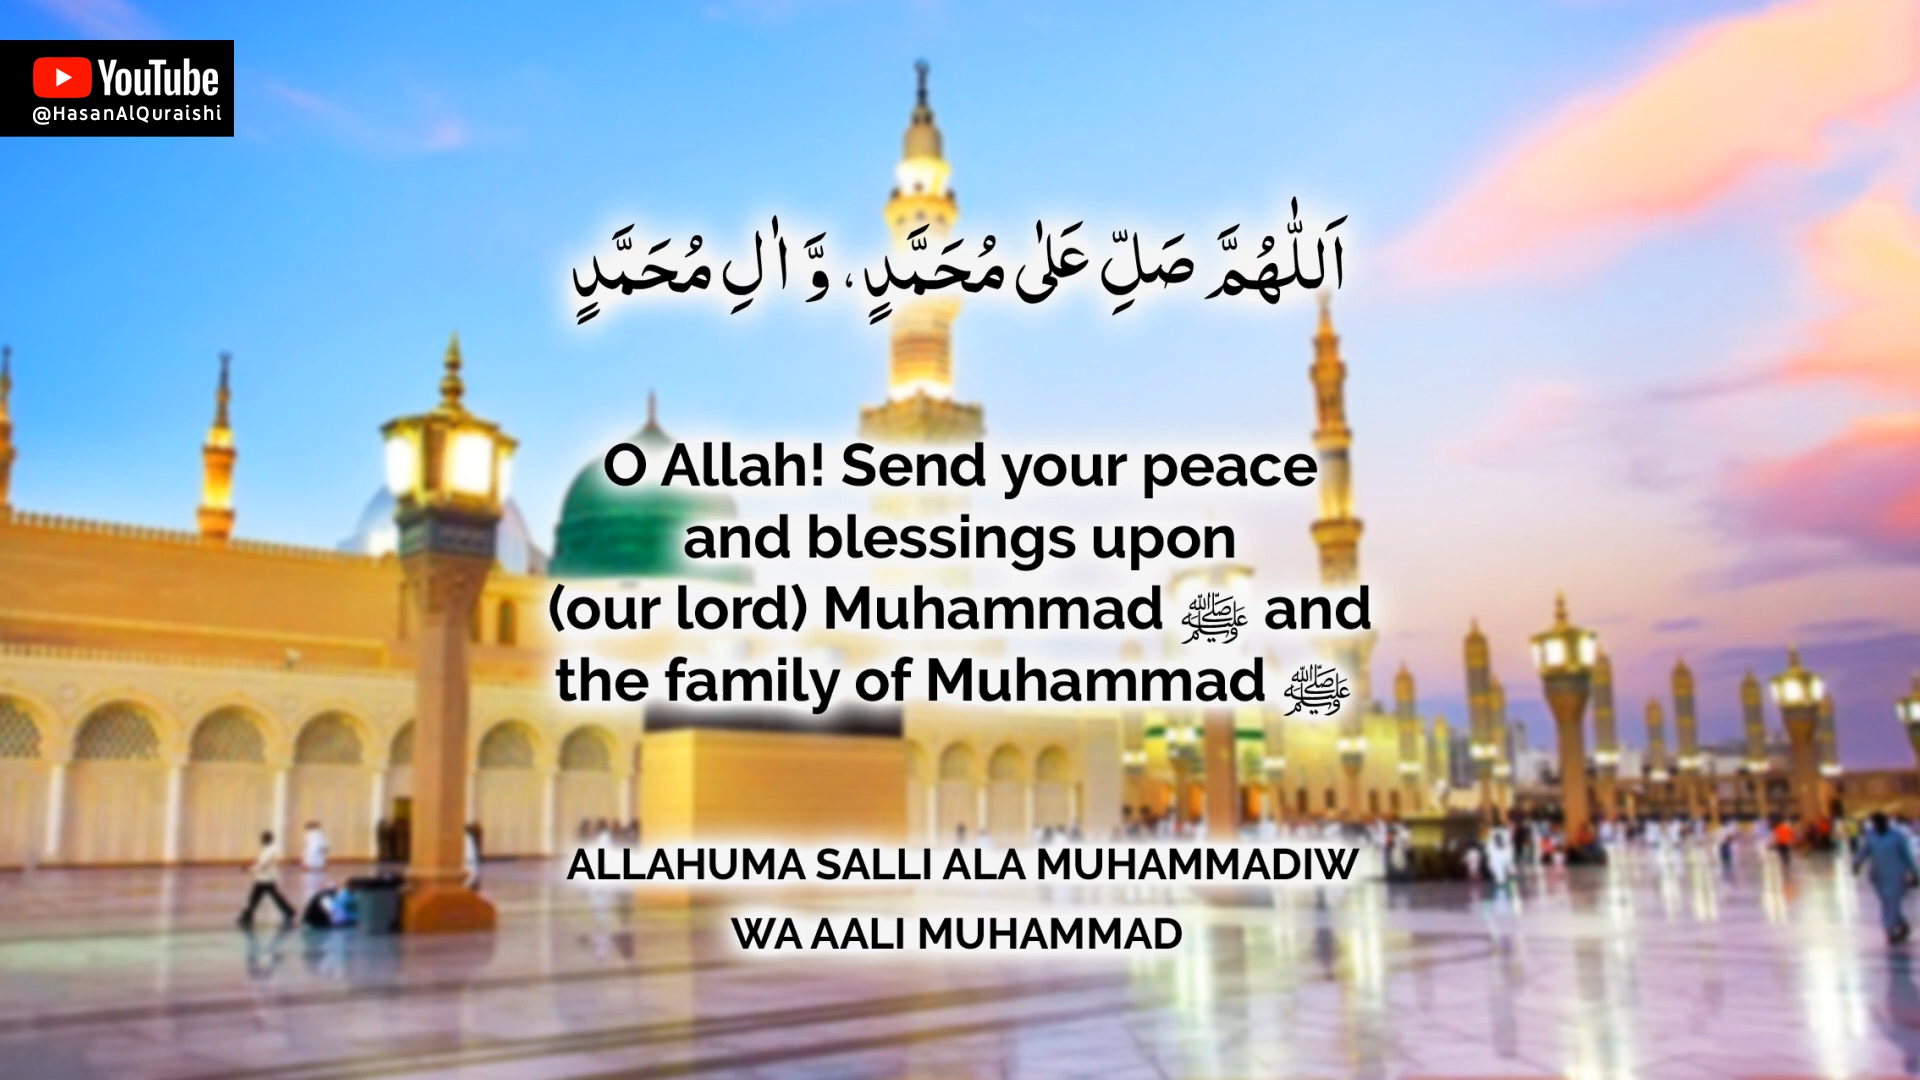 YouTube
@HasanAlQuraishi
اَللّٰهُمَّ صَلِّ عَلٰى مُحَمَّدٍ، وَّ اٰلِ مُحَمَّدٍ
O Allah! Send your peace
and blessings upon
(our lord) Muhammad ﷺ and
the family of Muhammad ﷺ
ALLAHUMA SALLI ALA MUHAMMADIW
WA AALI MUHAMMAD